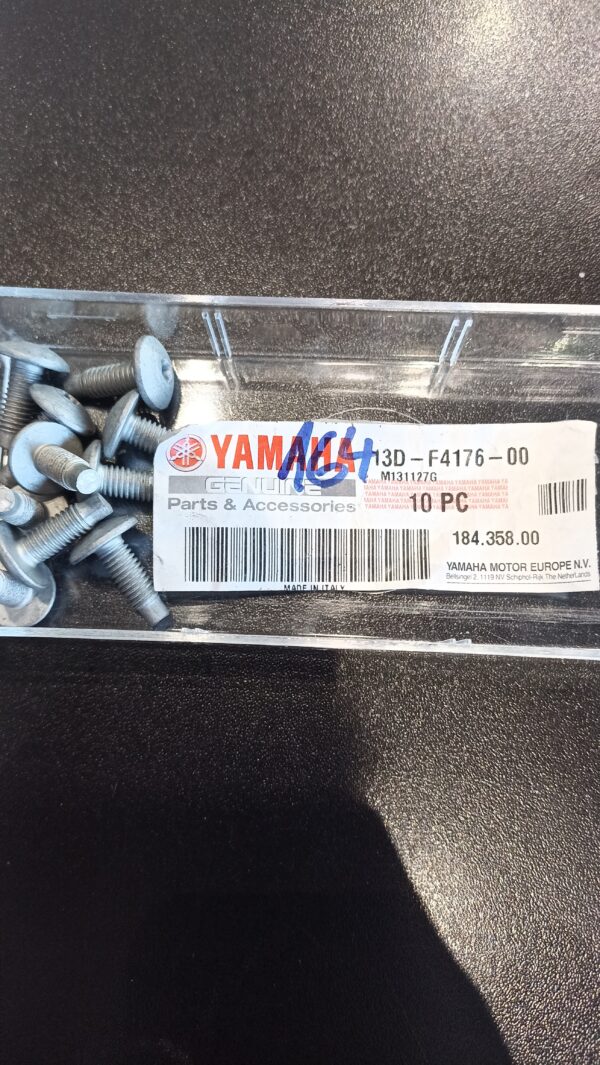 YAMAHA
164
13D-F4176-00
M131127G
GENUINE
Parts & Accessories
10 PC
184.358.00
YAMAHA MOTOR EUROPE N.V.
MADE IN ITALY